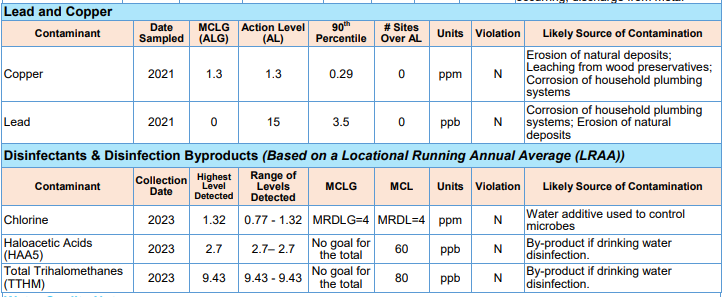 Lead and Copper
Contaminant | Date Sampled | MCLG (ALG) | Action Level (AL) | 90th Percentile | # Sites Over AL | Units | Violation | Likely Source of Contamination
Copper | 2021 | 1.3 | 1.3 | 0.29 | 0 | ppm | N | Erosion of natural deposits; Leaching from wood preservatives; Corrosion of household plumbing systems
Lead | 2021 | 0 | 15 | 3.5 | 0 | ppb | N | Corrosion of household plumbing systems; Erosion of natural deposits
Disinfectants & Disinfection Byproducts (Based on a Locational Running Annual Average (LRAA))
Contaminant | Collection Date | Highest Level Detected | Range of Levels Detected | MCLG | MCL | Units | Violation | Likely Source of Contamination
Chlorine | 2023 | 1.32 | 0.77 - 1.32 | MRDLG=4 | MRDL=4 | ppm | N | Water additive used to control microbes
Haloacetic Acids (HAA5) | 2023 | 2.7 | 2.7– 2.7 | No goal for the total | 60 | ppb | N | By-product if drinking water disinfection.
Total Trihalomethanes (TTHM) | 2023 | 9.43 | 9.43 - 9.43 | No goal for the total | 80 | ppb | N | By-product if drinking water disinfection.